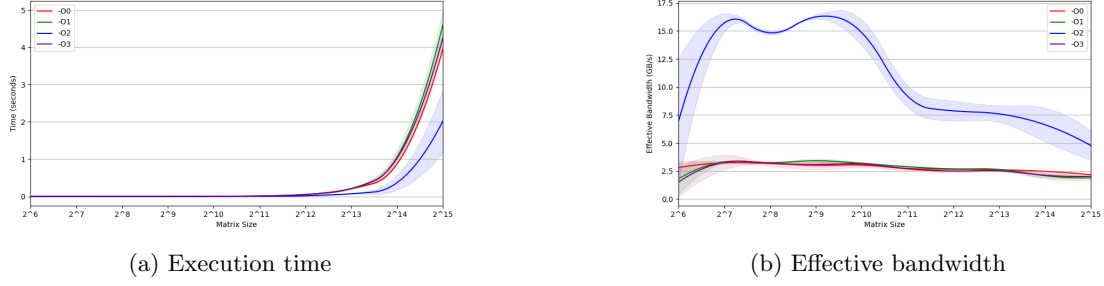 5
4
3
2
1
0
Time (seconds)
-O0
-O1
-O2
-O3
2^6 2^7 2^8 2^9 2^10 2^11 2^12 2^13 2^14 2^15
Matrix Size
(a) Execution time
17.5
15.0
12.5
10.0
7.5
5.0
2.5
0.0
Effective Bandwidth (GB/s)
-O0
-O1
-O2
-O3
2^6 2^7 2^8 2^9 2^10 2^11 2^12 2^13 2^14 2^15
Matrix Size
(b) Effective bandwidth